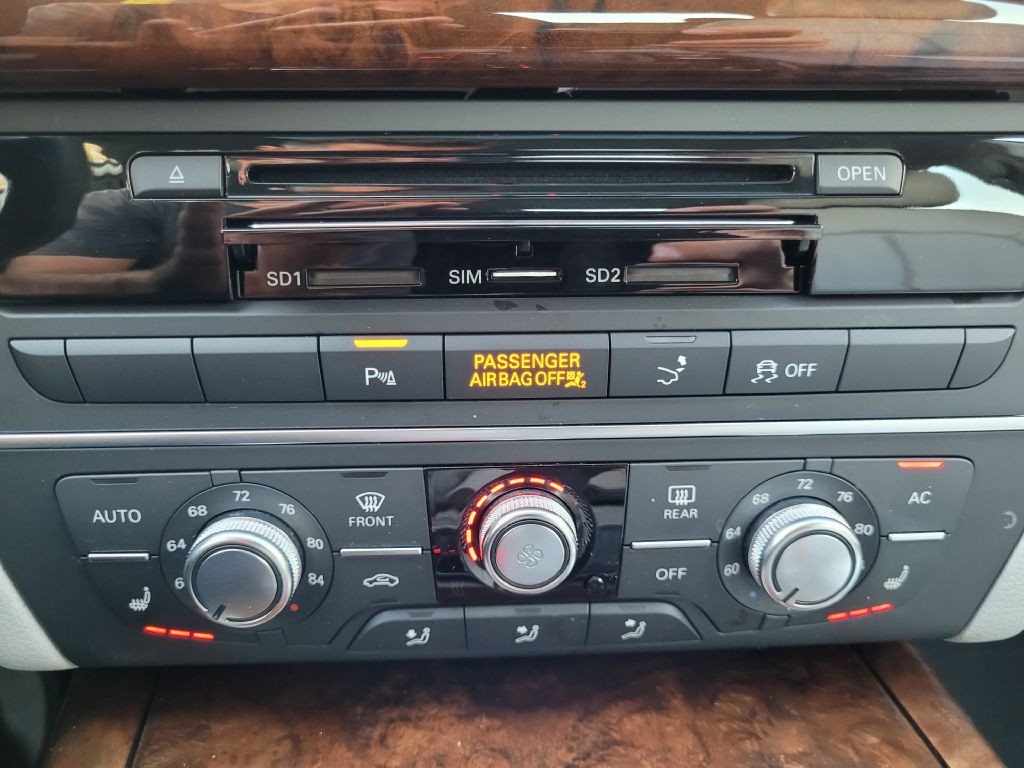 OPEN
SD1 SIM SD2
P PASSENGER AIRBAG OFF 2 OFF
AUTO
64 68 72 76 80 84
FRONT
REAR
OFF
60 64 68 72 76 80
AC